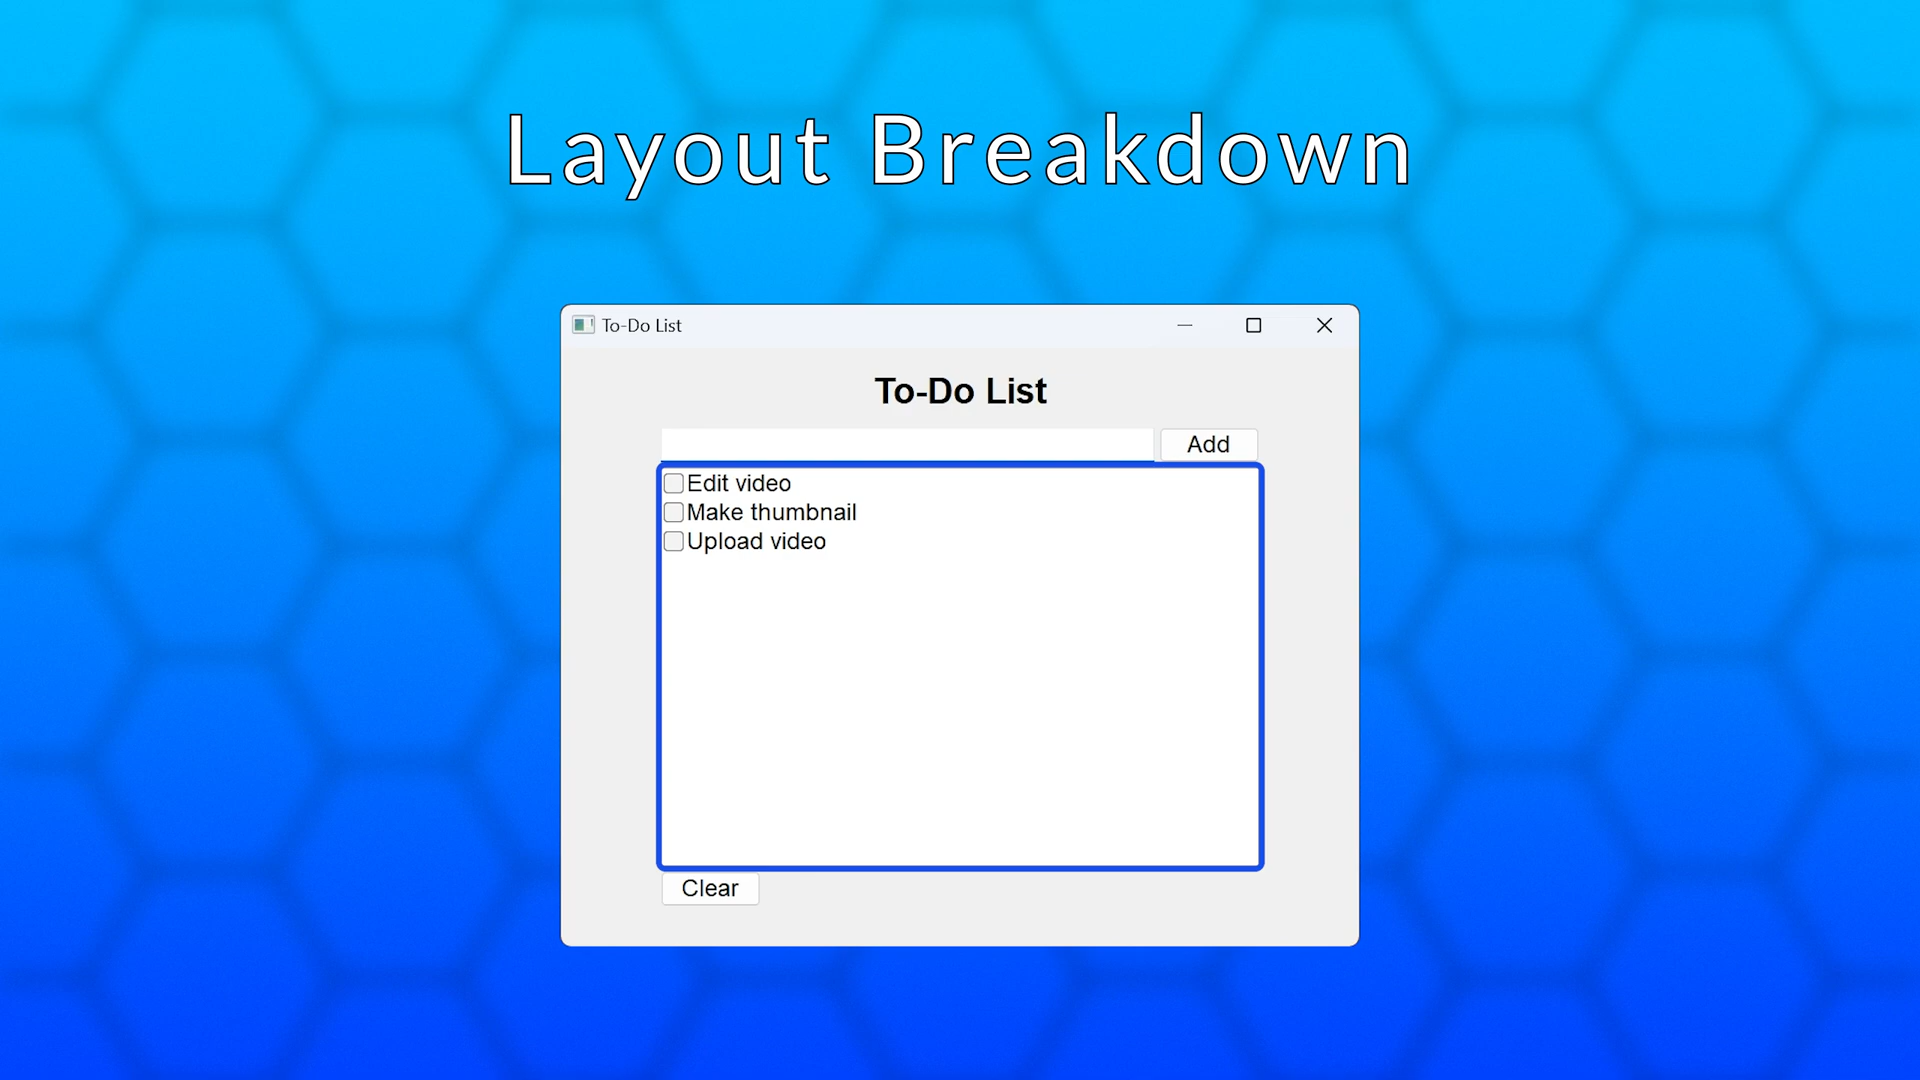 Layout Breakdown
To-Do List
To-Do List
Add
Edit video
Make thumbnail
Upload video
Clear